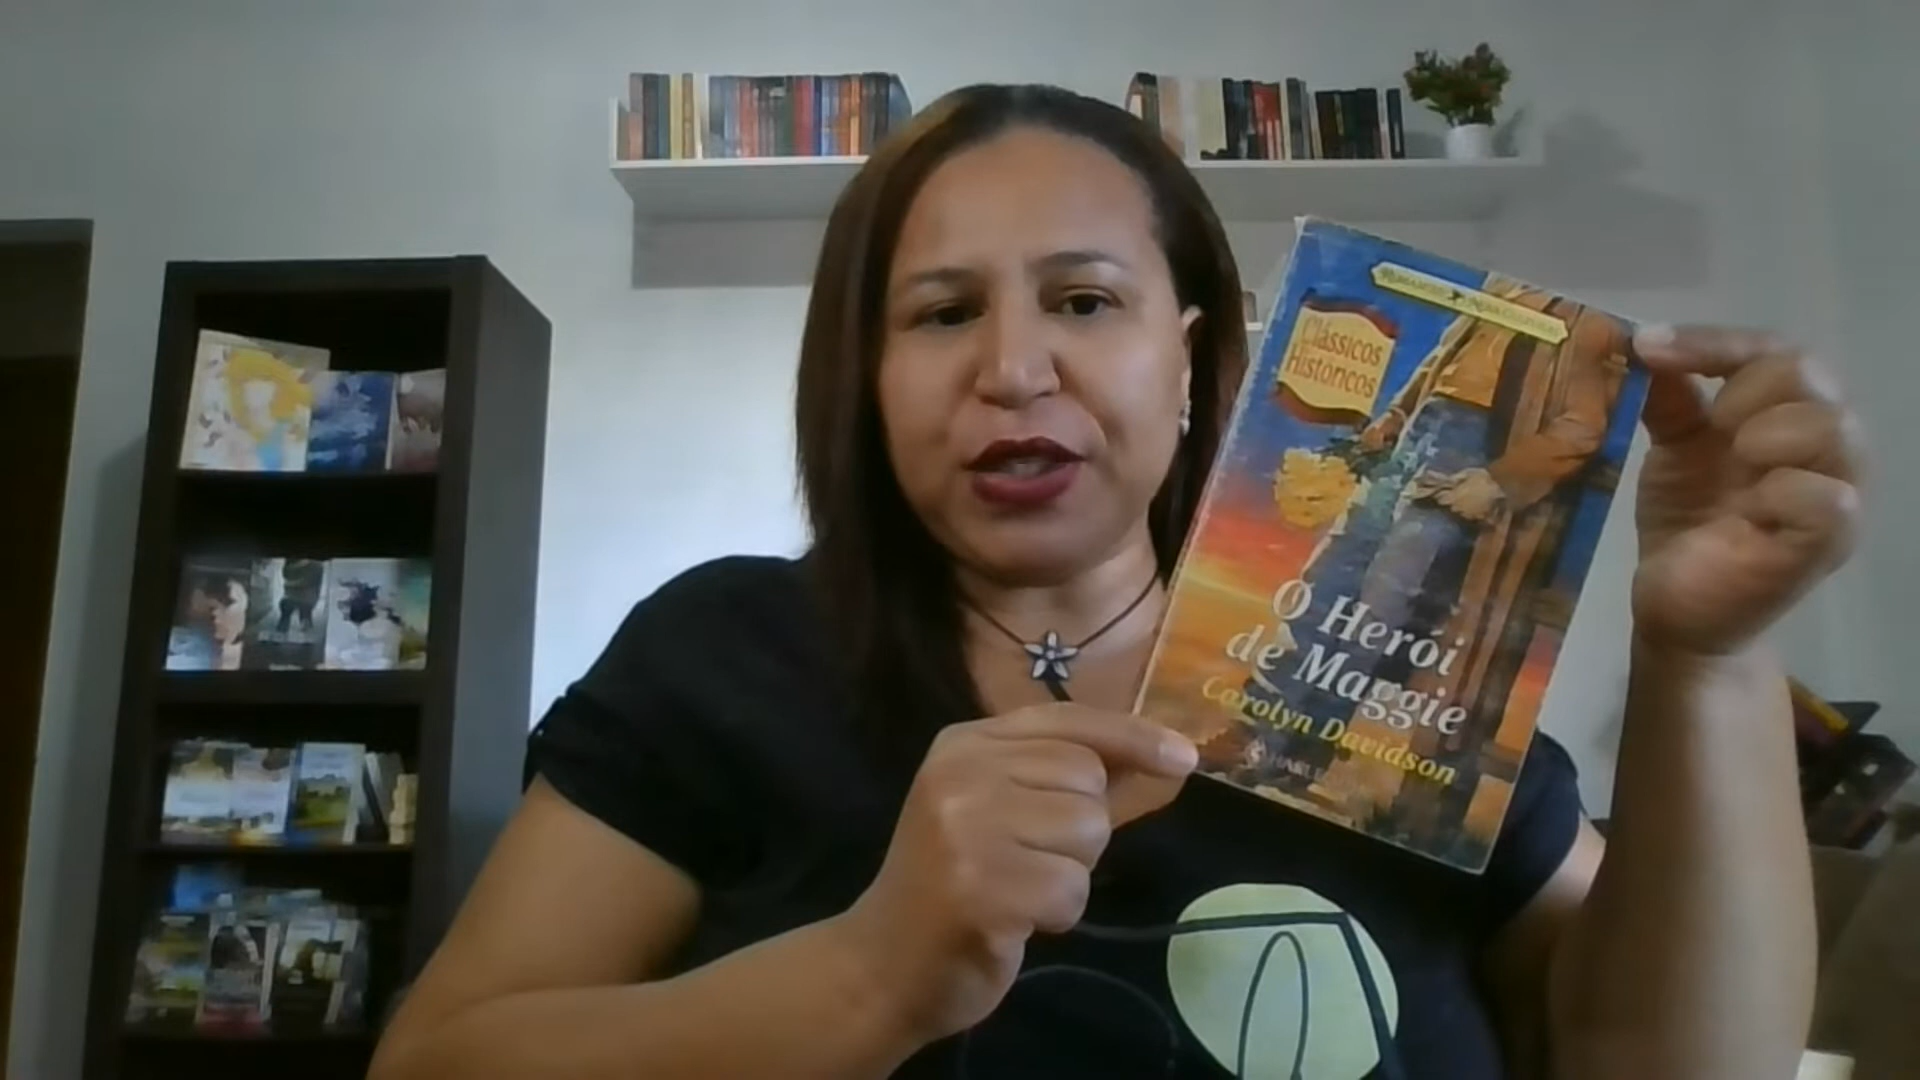 Clássicos
Históricos
O Herói
de Maggie
Carolyn Davidson